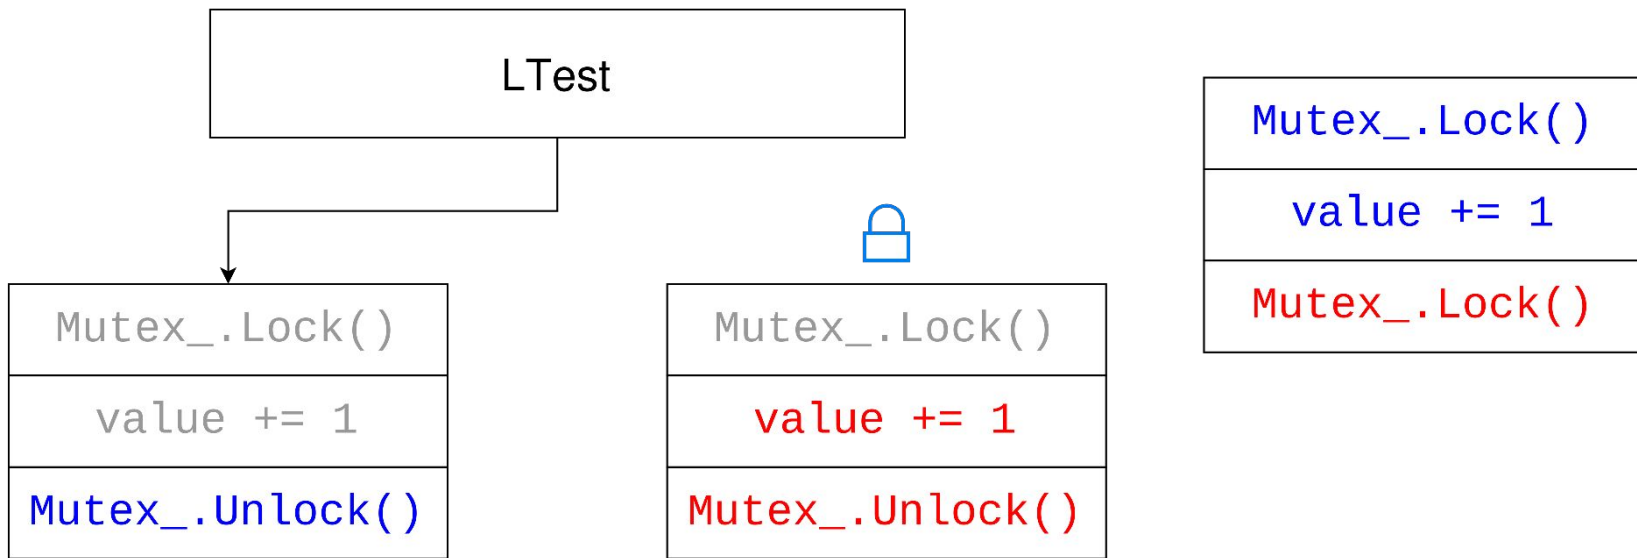 LTest
Mutex_.Lock()
value += 1
Mutex_.Unlock()
Mutex_.Lock()
value += 1
Mutex_.Unlock()
Mutex_.Lock()
value += 1
Mutex_.Lock()